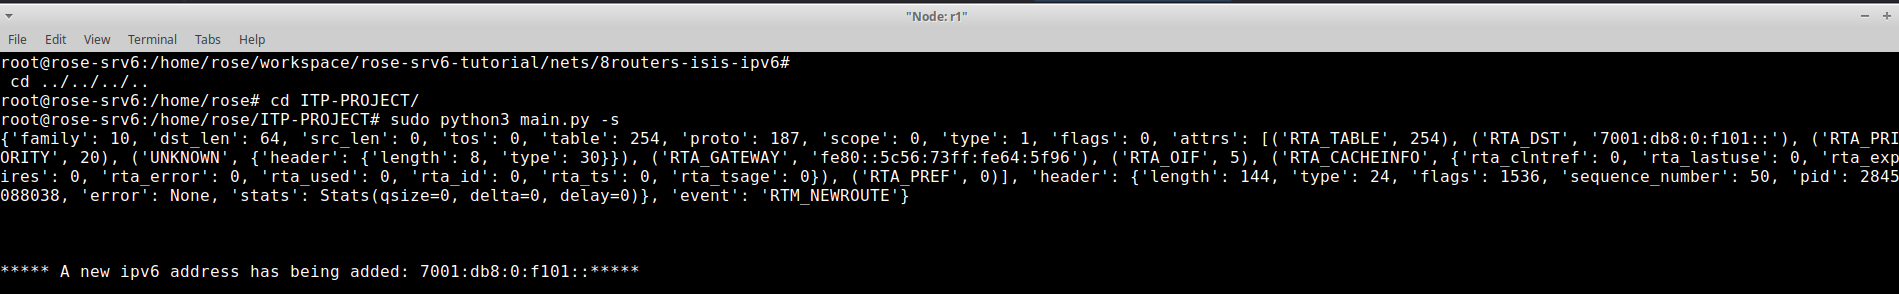 "Node: r1"
File Edit View Terminal Tabs Help
root@rose-srv6:/home/rose/workspace/rose-srv6-tutorial/nets/8routers-isis-ipv6#
 cd ../../../..
root@rose-srv6:/home/rose# cd ITP-PROJECT/
root@rose-srv6:/home/rose/ITP-PROJECT# sudo python3 main.py -s
{'family': 10, 'dst_len': 64, 'src_len': 0, 'tos': 0, 'table': 254, 'proto': 187, 'scope': 0, 'type': 1, 'flags': 0, 'attrs': [('RTA_TABLE', 254), ('RTA_DST', '7001:db8:0:f101::'), ('RTA_PRI
ORITY', 20), ('UNKNOWN', {'header': {'length': 8, 'type': 30}}), ('RTA_GATEWAY', 'fe80::5c56:73ff:fe64:5f96'), ('RTA_OIF', 5), ('RTA_CACHEINFO', {'rta_clntref': 0, 'rta_lastuse': 0, 'rta_exp
ires': 0, 'rta_error': 0, 'rta_used': 0, 'rta_id': 0, 'rta_ts': 0, 'rta_tsage': 0}), ('RTA_PREF', 0)], 'header': {'length': 144, 'type': 24, 'flags': 1536, 'sequence_number': 50, 'pid': 2845
088038, 'error': None, 'stats': Stats(qsize=0, delta=0, delay=0)}, 'event': 'RTM_NEWROUTE'}
***** A new ipv6 address has being added: 7001:db8:0:f101::*****